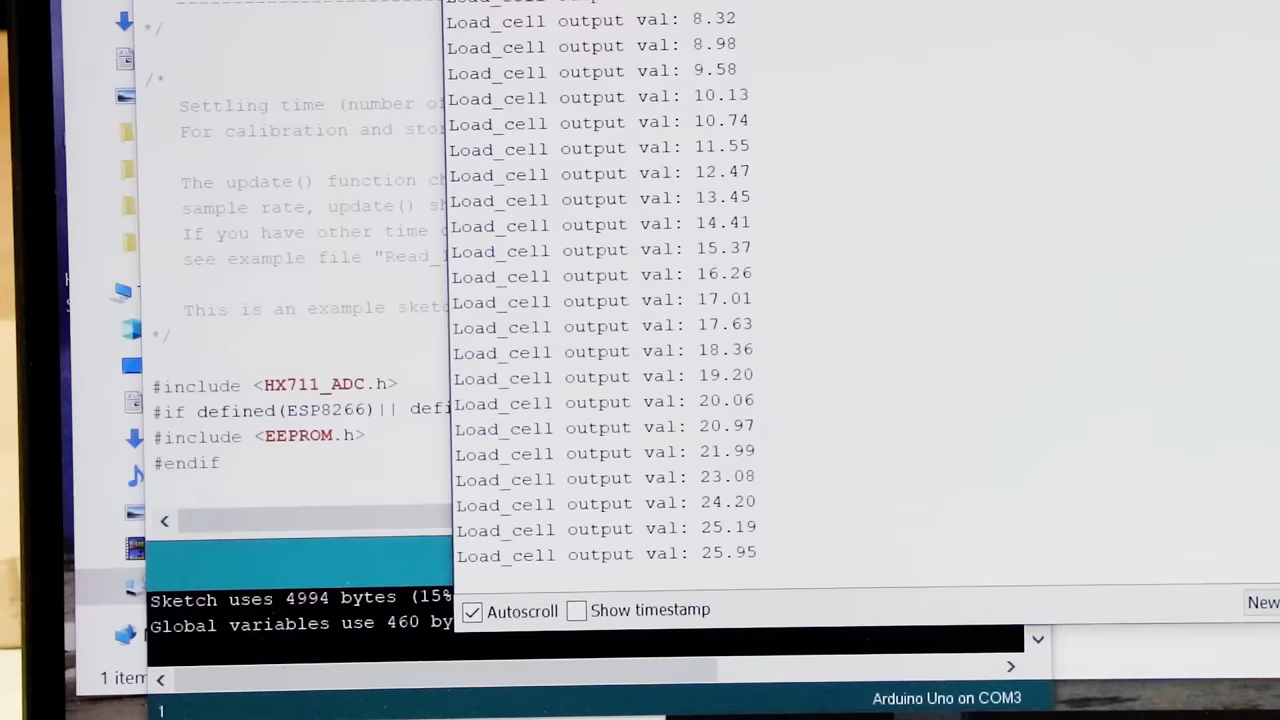 */
/*
Settling time (number of
For calibration and stor
The update() function ch
sample rate, update() sh
If you have other time
see example file "Read_
This is an example sketc
*/
#include <HX711_ADC.h>
#if defined(ESP8266)|| defi
#include <EEPROM.h>
#endif
Sketch uses 4994 bytes (15%
Global variables use 460 by
1 item
1
Arduino Uno on COM3
Load_cell output val: 8.32
Load_cell output val: 8.98
Load_cell output val: 9.58
Load_cell output val: 10.13
Load_cell output val: 10.74
Load_cell output val: 11.55
Load_cell output val: 12.47
Load_cell output val: 13.45
Load_cell output val: 14.41
Load_cell output val: 15.37
Load_cell output val: 16.26
Load_cell output val: 17.01
Load_cell output val: 17.63
Load_cell output val: 18.36
Load_cell output val: 19.20
Load_cell output val: 20.06
Load_cell output val: 20.97
Load_cell output val: 21.99
Load_cell output val: 23.08
Load_cell output val: 24.20
Load_cell output val: 25.19
Load_cell output val: 25.95
Autoscroll Show timestamp
New